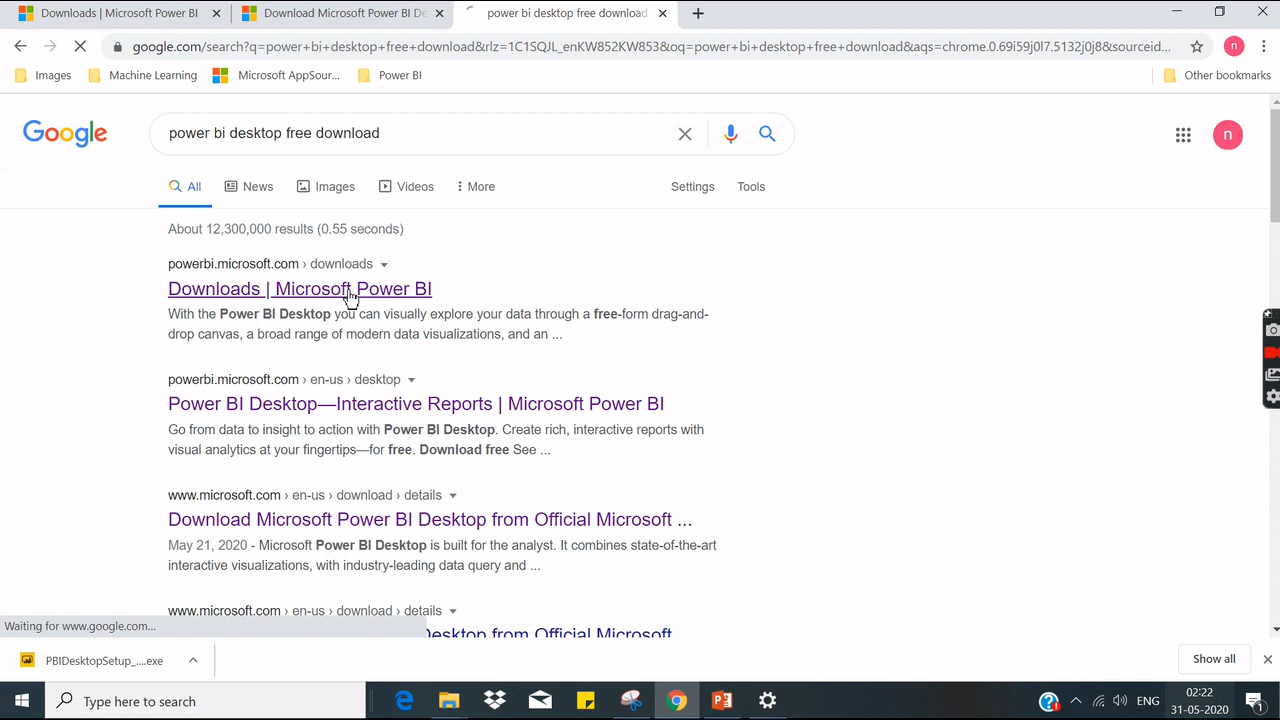 Downloads | Microsoft Power BI
Download Microsoft Power BI De
power bi desktop free download
google.com/search?q=power+bi+desktop+free+download&rlz=1C1SQJL_enKW852KW853&oq=power+bi+desktop+free+download&aqs=chrome.0.69i59j0l7.5132j0j8&sourceid...
n
Images
Machine Learning
Microsoft AppSour...
Power BI
Other bookmarks
Google
power bi desktop free download
n
All
News
Images
Videos
More
Settings
Tools
About 12,300,000 results (0.55 seconds)
powerbi.microsoft.com › downloads
Downloads | Microsoft Power BI
With the Power BI Desktop you can visually explore your data through a free-form drag-and-
drop canvas, a broad range of modern data visualizations, and an ...
powerbi.microsoft.com › en-us › desktop
Power BI Desktop—Interactive Reports | Microsoft Power BI
Go from data to insight to action with Power BI Desktop. Create rich, interactive reports with
visual analytics at your fingertips—for free. Download free See ...
www.microsoft.com › en-us › download › details
Download Microsoft Power BI Desktop from Official Microsoft ...
May 21, 2020 - Microsoft Power BI Desktop is built for the analyst. It combines state-of-the-art
interactive visualizations, with industry-leading data query and ...
www.microsoft.com › en-us › download › details
Desktop from Official Microsoft
Waiting for www.google.com...
PBIDesktopSetup_....exe
Show all
Type here to search
ENG
02:22
31-05-2020
1